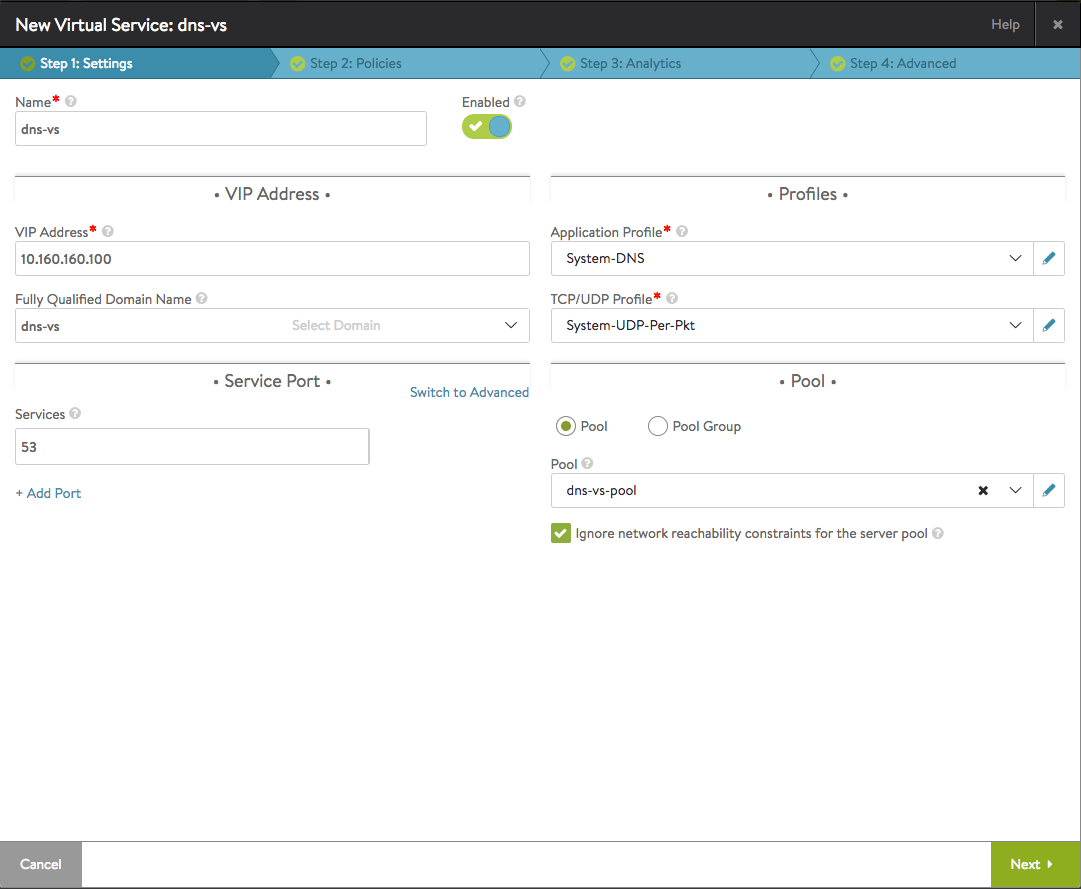 New Virtual Service: dns-vs
Help
Step 1: Settings
Step 2: Policies
Step 3: Analytics
Step 4: Advanced
Name*
dns-vs
Enabled
• VIP Address •
VIP Address*
10.160.160.100
Fully Qualified Domain Name
dns-vs
Select Domain
• Service Port •
Switch to Advanced
Services
53
+ Add Port
• Profiles •
Application Profile*
System-DNS
TCP/UDP Profile*
System-UDP-Per-Pkt
• Pool •
Pool
Pool Group
Pool
dns-vs-pool
Ignore network reachability constraints for the server pool
Cancel
Next